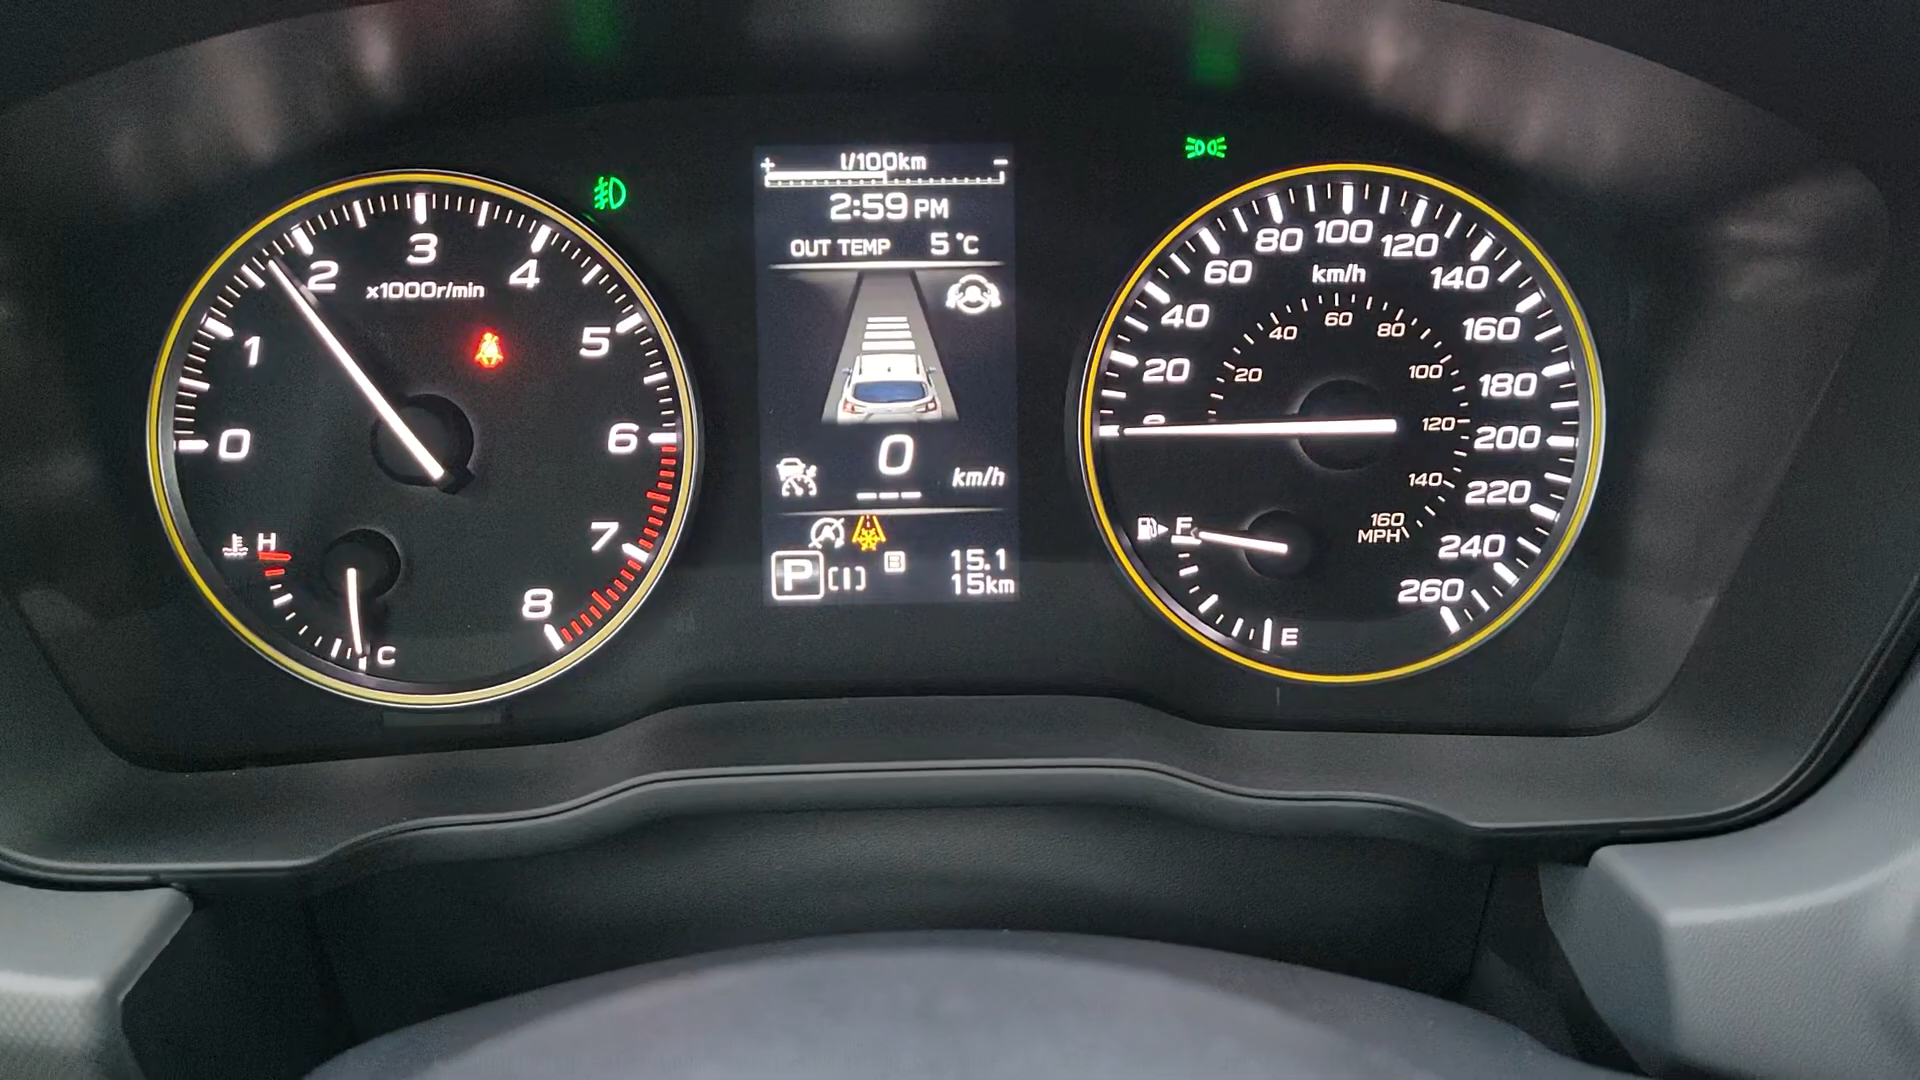 0
1
2
3
4
5
6
7
8
x1000r/min
H
C
+ l/100km −
2:59 PM
OUT TEMP 5°C
0 km/h
---
P
B
15.1
15km
20
40
60
80
100
120
140
160
180
200
220
240
260
km/h
20
40
60
80
100
120
140
160
MPH
F
E